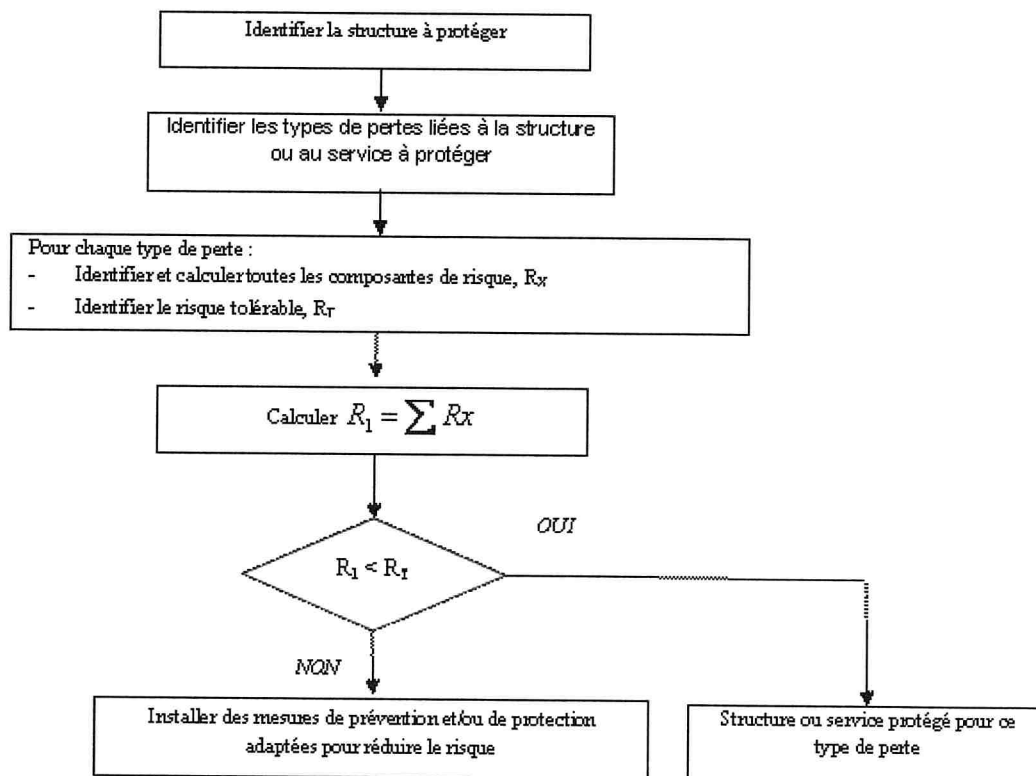 Identifier la structure à protéger
Identifier les types de pertes liées à la structure
ou au service à protéger
Pour chaque type de perte :
- Identifier et calculer toutes les composantes de risque, Rx
- Identifier le risque tolérable, RT
Calculer R1 = ∑ Rx
OUI
R1 < RT
NON
Installer des mesures de prévention et/ou de protection
adaptées pour réduire le risque
Structure ou service protégé pour ce
type de perte